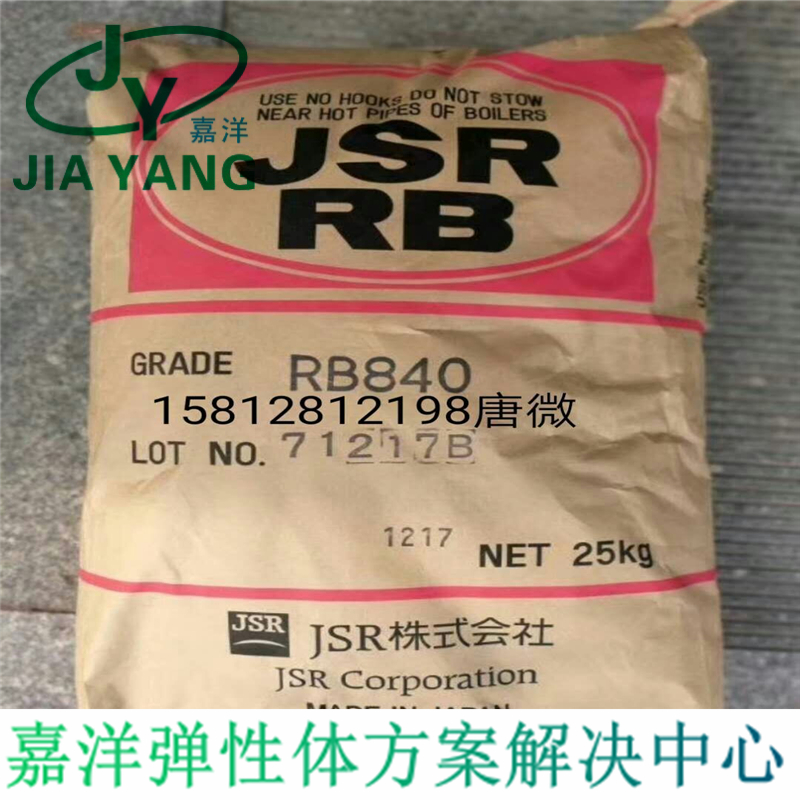 JY
嘉洋
JIA YANG
USE NO HOOKS DO NOT STOW
NEAR HOT PIPES OF BOILERS
JSR
RB
GRADE RB840
15812812198唐微
LOT NO. 71217B
1217 NET 25kg
JSR JSR株式会社
JSR Corporation
MADE IN JAPAN
嘉洋弹性体方案解决中心